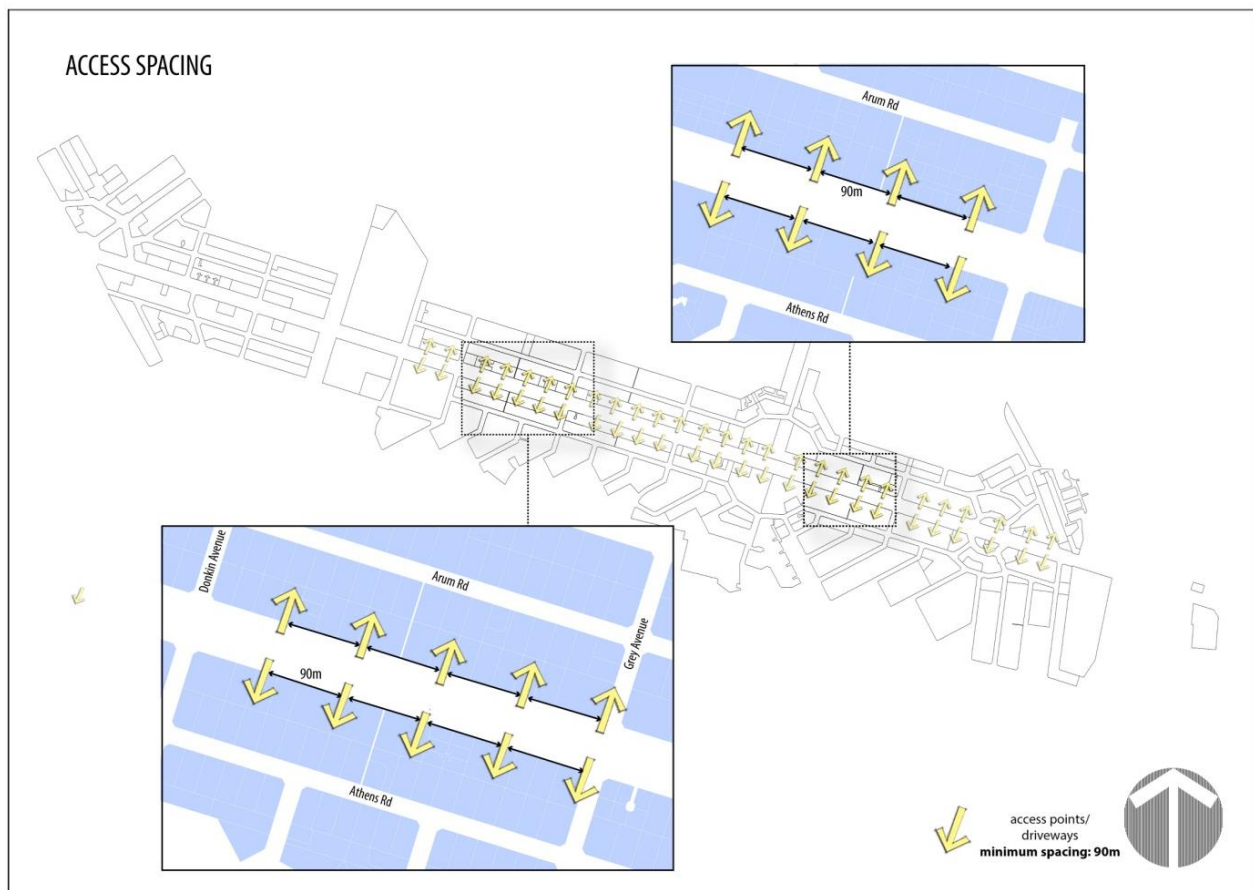 ACCESS SPACING
Arum Rd
90m
Athens Rd
Donkin Avenue
Arum Rd
Grey Avenue
90m
Athens Rd
access points/
driveways
minimum spacing: 90m